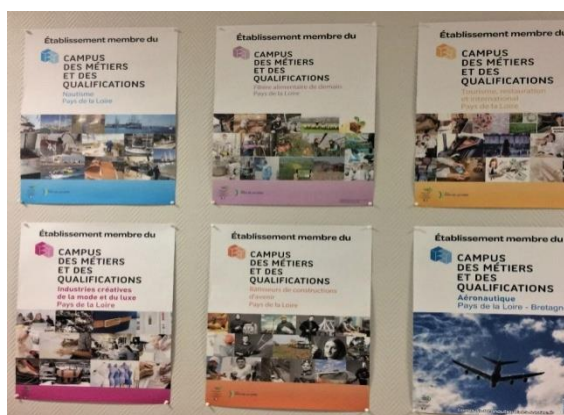 Établissement membre du
CAMPUS
DES MÉTIERS
ET DES
QUALIFICATIONS
Nautisme
Pays de la Loire
Établissement membre du
CAMPUS
DES MÉTIERS
ET DES
QUALIFICATIONS
Filière alimentaire de demain
Pays de la Loire
Établissement membre du
CAMPUS
DES MÉTIERS
ET DES
QUALIFICATIONS
Tourisme, restauration
et international
Pays de la Loire
Établissement membre du
CAMPUS
DES MÉTIERS
ET DES
QUALIFICATIONS
Industries créatives
de la mode et du luxe
Pays de la Loire
Établissement membre du
CAMPUS
DES MÉTIERS
ET DES
QUALIFICATIONS
Bâtisseurs de constructions
d'avenir
Pays de la Loire
Établissement membre du
CAMPUS
DES MÉTIERS
ET DES
QUALIFICATIONS
Aéronautique
Pays de la Loire - Bretagne